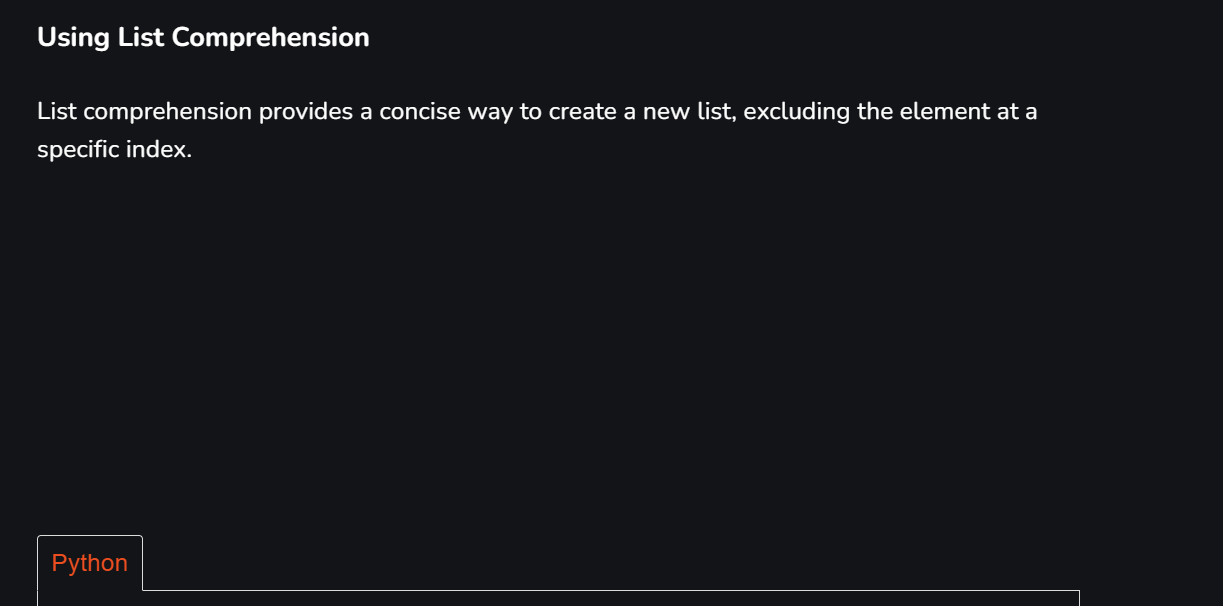 Using List Comprehension
List comprehension provides a concise way to create a new list, excluding the element at a
specific index.
Python